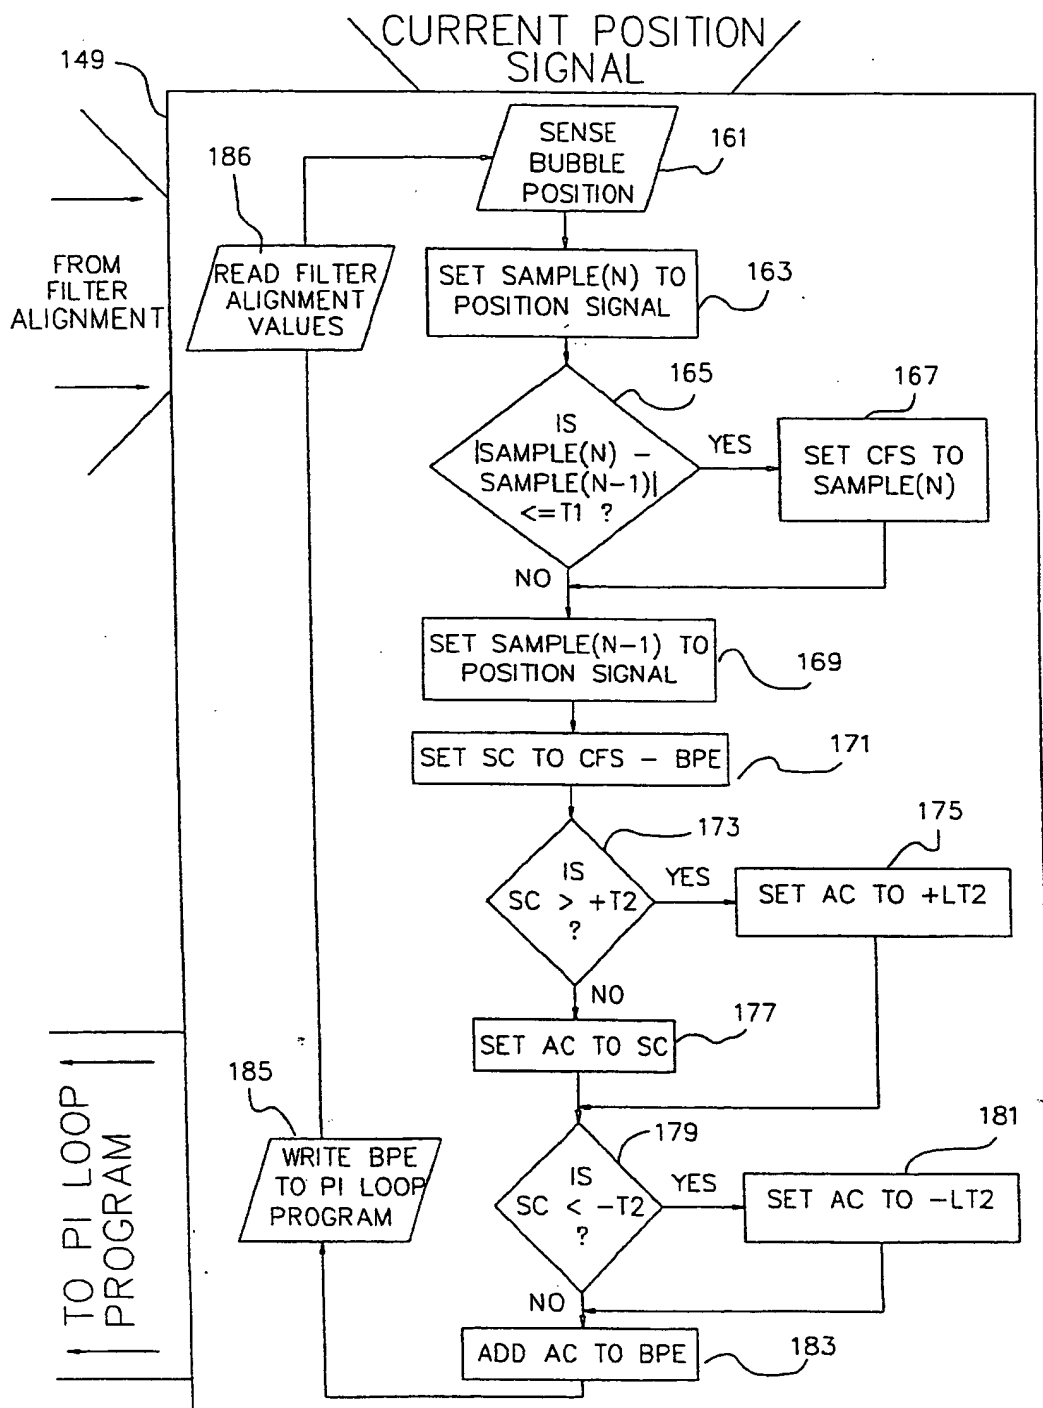 CURRENT POSITION
SIGNAL
149
SENSE
BUBBLE
POSITION
161
186
READ FILTER
ALIGNMENT
VALUES
FROM
FILTER
ALIGNMENT
SET SAMPLE(N) TO
POSITION SIGNAL
163
165
IS
|SAMPLE(N) –
SAMPLE(N-1)|
<=T1 ?
YES
167
SET CFS TO
SAMPLE(N)
NO
SET SAMPLE(N-1) TO
POSITION SIGNAL
169
SET SC TO CFS – BPE
171
173
IS
SC > +T2
?
YES
175
SET AC TO +LT2
NO
SET AC TO SC
177
179
IS
SC < –T2
?
YES
181
SET AC TO –LT2
NO
ADD AC TO BPE
183
185
WRITE BPE
TO PI LOOP
PROGRAM
TO PI LOOP
PROGRAM